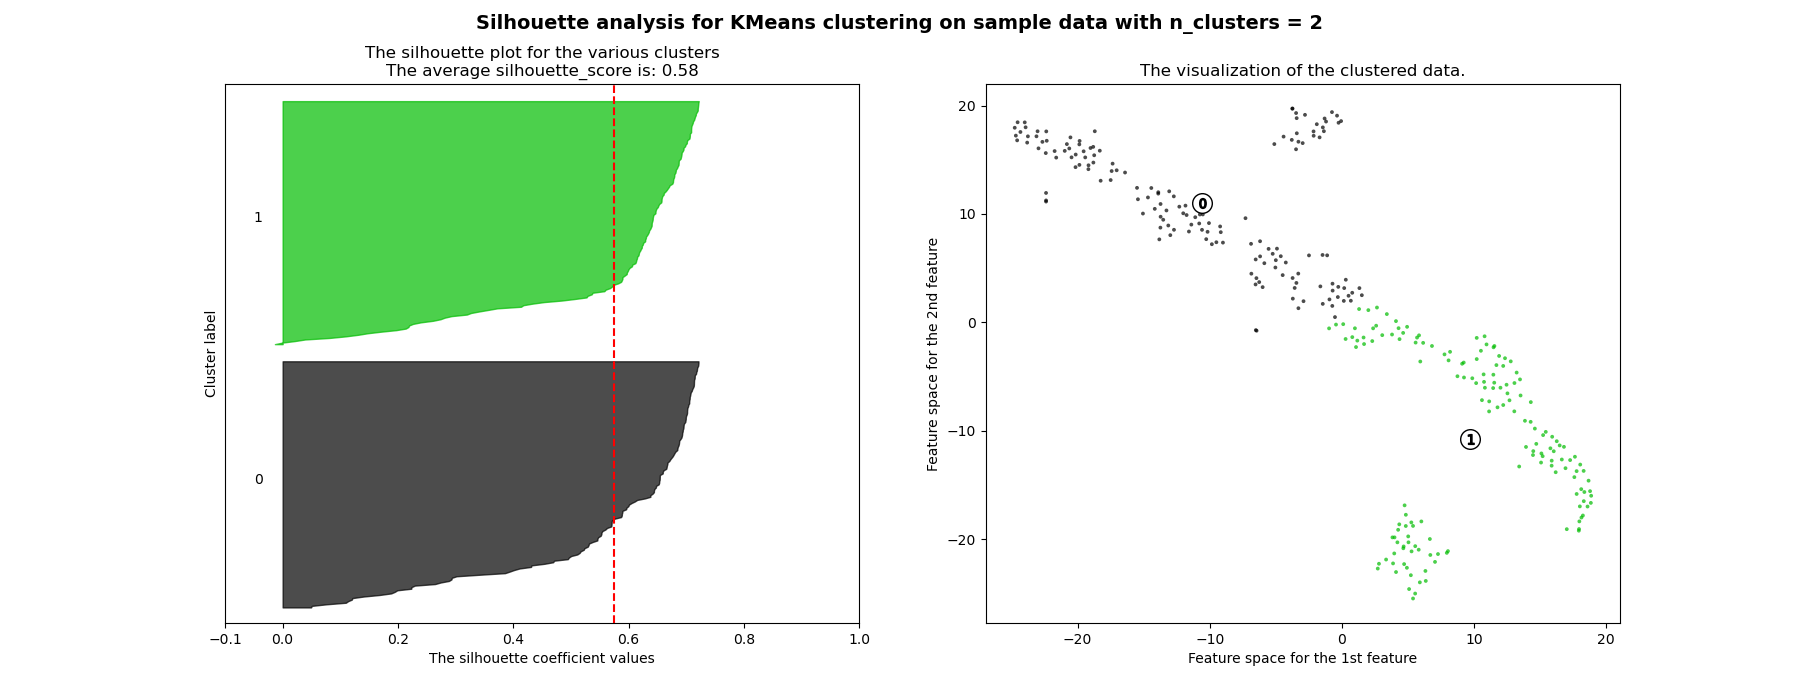 Silhouette analysis for KMeans clustering on sample data with n_clusters = 2
The silhouette plot for the various clusters
The average silhouette_score is: 0.58
Cluster label
1
0
−0.1 0.0 0.2 0.4 0.6 0.8 1.0
The silhouette coefficient values
The visualization of the clustered data.
Feature space for the 2nd feature
20
10
0
−10
−20
0
1
−20 −10 0 10 20
Feature space for the 1st feature